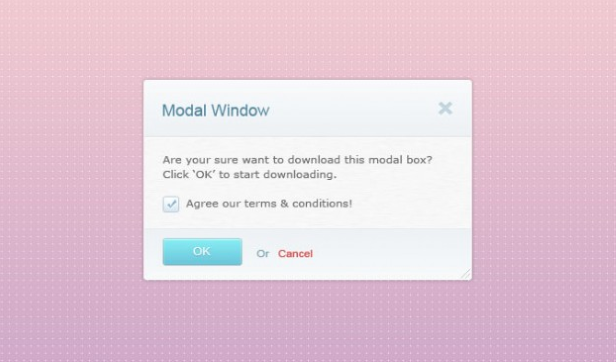 Modal Window
Are your sure want to download this modal box?
Click 'OK' to start downloading.
Agree our terms & conditions!
OK Or Cancel